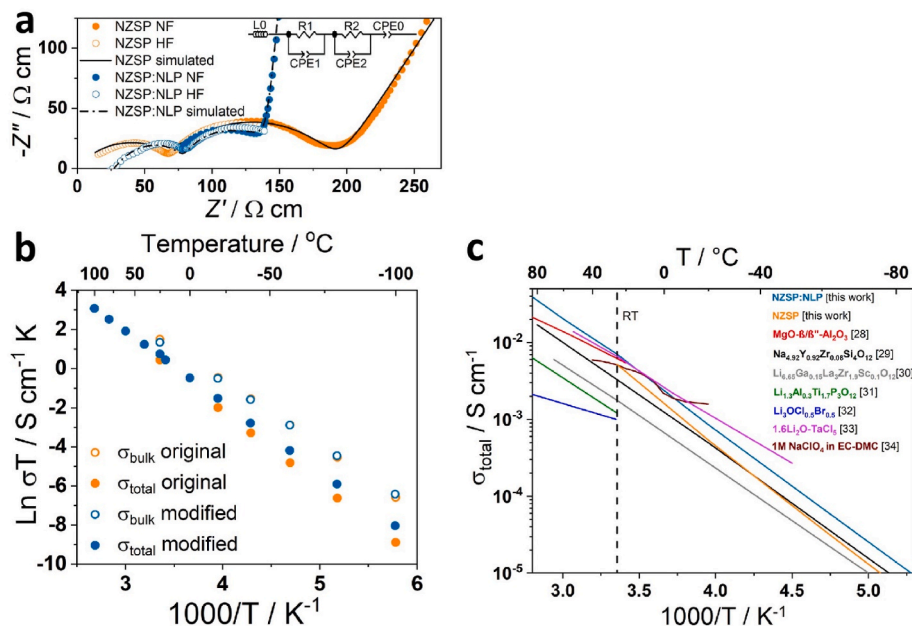 a
NZSP NF
NZSP HF
NZSP simulated
NZSP:NLP NF
NZSP:NLP HF
NZSP:NLP simulated
L0 R1 R2 CPE0
CPE1 CPE2
-Z'' / Ω cm
100
50
0
0 50 100 150 200 250
Z' / Ω cm
b
Temperature / °C
100 50 0 -50 -100
Ln σT / S cm⁻¹ K
4
2
0
-2
-4
-6
-8
-10
σbulk original
σtotal original
σbulk modified
σtotal modified
3 4 5 6
1000/T / K⁻¹
c
T / °C
80 40 0 -40 -80
RT
NZSP:NLP [this work]
NZSP [this work]
MgO-ß/ß"-Al₂O₃ [28]
Na₄.₉₂Y₀.₉₂Zr₀.₀₈Si₄O₁₂ [29]
Li₆.₆₅Ga₀.₁₅La₃Zr₁.₉Sc₀.₁O₁₂[30]
Li₁.₃Al₀.₃Ti₁.₇P₃O₁₂ [31]
Li₃OCl₀.₅Br₀.₅ [32]
1.6Li₂O-TaCl₅ [33]
1M NaClO₄ in EC-DMC [34]
σtotal / S cm⁻¹
10⁻²
10⁻³
10⁻⁴
10⁻⁵
3.0 3.5 4.0 4.5 5.0
1000/T / K⁻¹